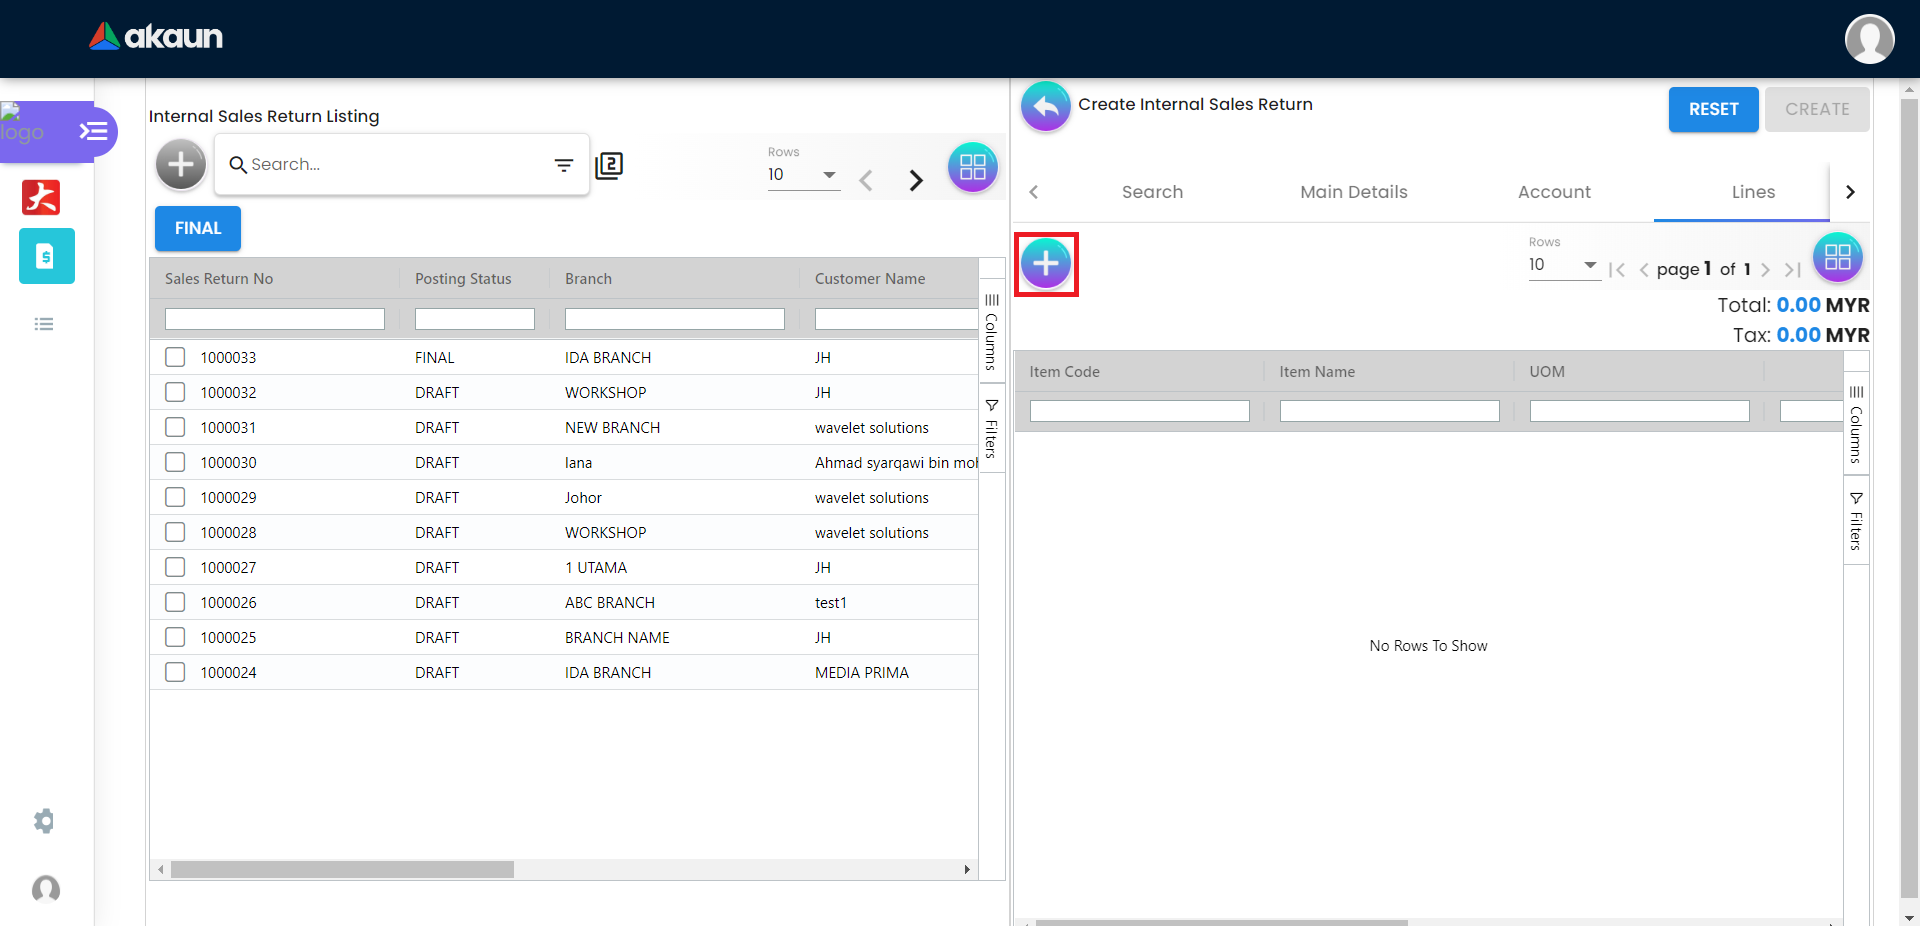 akaun
logo
Internal Sales Return Listing
Search...
2
Rows
10
FINAL
Sales Return No Posting Status Branch Customer Name
1000033 FINAL IDA BRANCH JH
1000032 DRAFT WORKSHOP JH
1000031 DRAFT NEW BRANCH wavelet solutions
1000030 DRAFT lana Ahmad syarqawi bin moh
1000029 DRAFT Johor wavelet solutions
1000028 DRAFT WORKSHOP wavelet solutions
1000027 DRAFT 1 UTAMA JH
1000026 DRAFT ABC BRANCH test1
1000025 DRAFT BRANCH NAME JH
1000024 DRAFT IDA BRANCH MEDIA PRIMA
Columns
Filters
Create Internal Sales Return
RESET
CREATE
Search Main Details Account Lines
Rows
10
page 1 of 1
Total: 0.00 MYR
Tax: 0.00 MYR
Item Code Item Name UOM
No Rows To Show
Columns
Filters